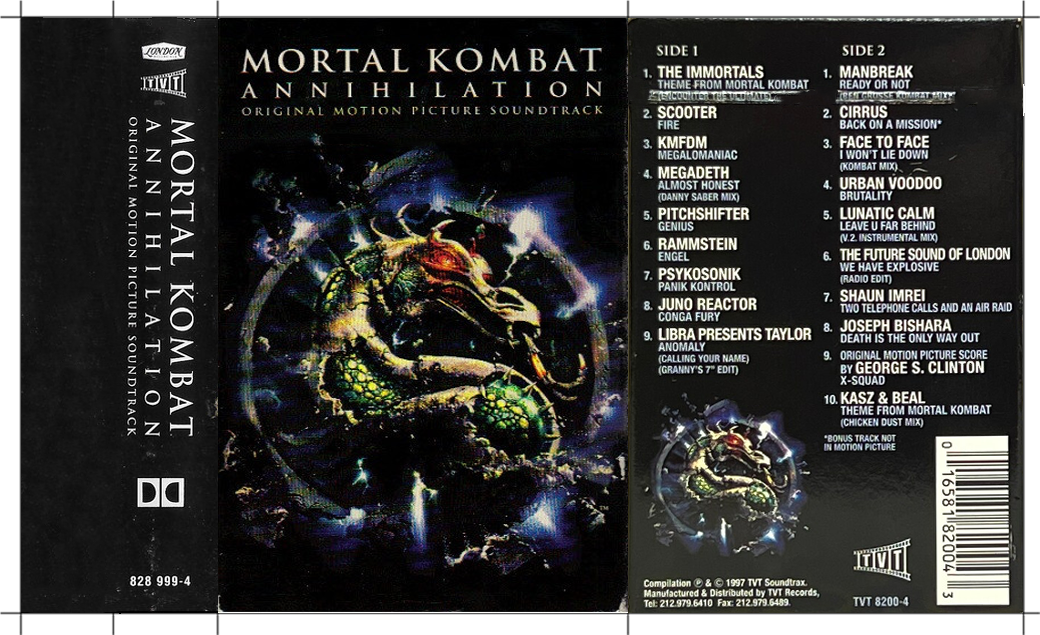 LONDON
TVT
MORTAL KOMBAT
ANNIHILATION
ORIGINAL MOTION PICTURE SOUNDTRACK
828 999-4
MORTAL KOMBAT
ANNIHILATION
ORIGINAL MOTION PICTURE SOUNDTRACK
TM
SIDE 1
1. THE IMMORTALS
THEME FROM MORTAL KOMBAT
(ENCOUNTER THE ULTIMATE)
2. SCOOTER
FIRE
3. KMFDM
MEGALOMANIAC
4. MEGADETH
ALMOST HONEST
(DANNY SABER MIX)
5. PITCHSHIFTER
GENIUS
6. RAMMSTEIN
ENGEL
7. PSYKOSONIK
PANIK KONTROL
8. JUNO REACTOR
CONGA FURY
9. LIBRA PRESENTS TAYLOR
ANOMALY
(CALLING YOUR NAME)
(GRANNY'S 7" EDIT)
SIDE 2
1. MANBREAK
READY OR NOT
KOMBAT MIX)
2. CIRRUS
BACK ON A MISSION*
3. FACE TO FACE
I WON'T LIE DOWN
(KOMBAT MIX)
4. URBAN VOODOO
BRUTALITY
5. LUNATIC CALM
LEAVE U FAR BEHIND
(V.2. INSTRUMENTAL MIX)
6. THE FUTURE SOUND OF LONDON
WE HAVE EXPLOSIVE
(RADIO EDIT)
7. SHAUN IMREI
TWO TELEPHONE CALLS AND AN AIR RAID
8. JOSEPH BISHARA
DEATH IS THE ONLY WAY OUT
9. ORIGINAL MOTION PICTURE SCORE
BY GEORGE S. CLINTON
X-SQUAD
10. KASZ & BEAL
THEME FROM MORTAL KOMBAT
(CHICKEN DUST MIX)
*BONUS TRACK NOT
IN MOTION PICTURE
Compilation ℗ & © 1997 TVT Soundtrax.
Manufactured & Distributed by TVT Records,
Tel: 212.979.6410 Fax: 212.979.6489.
TVT
TVT 8200-4
0 16581 82004 3